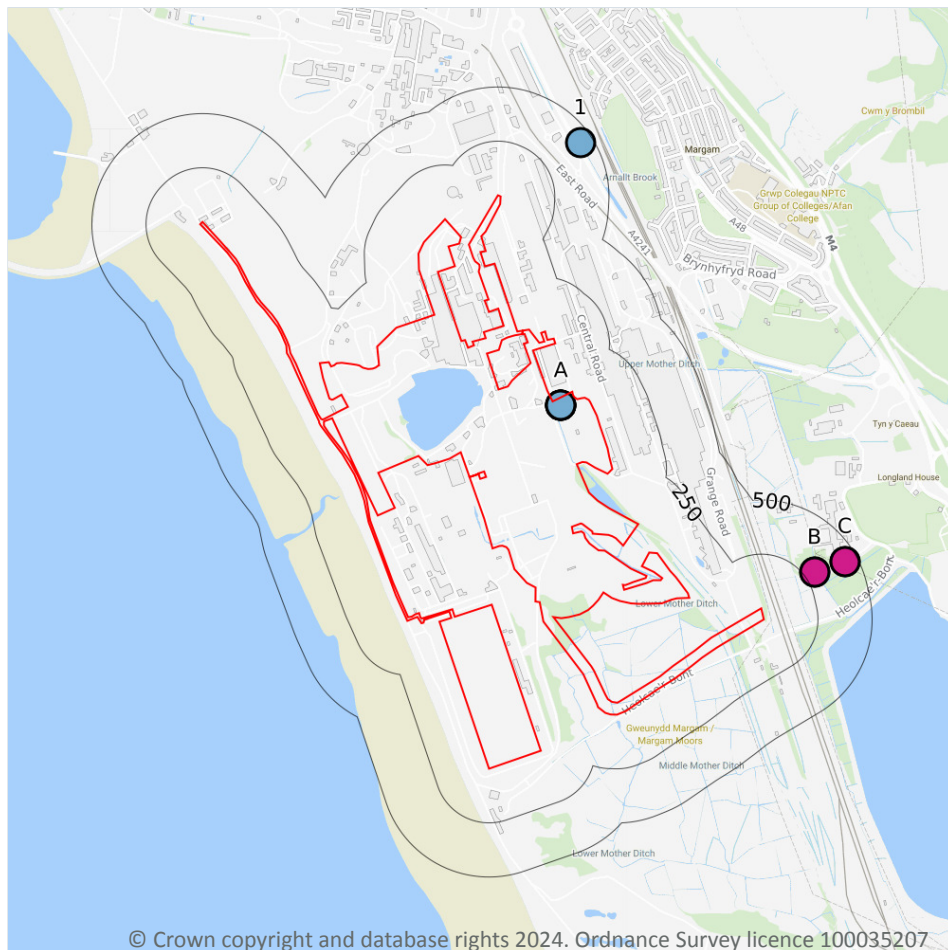 1
Cwm y Brombil
Margam
East Road
Arnallt Brook
Grwp Colegau NPTC
Group of Colleges/Afan
College
A48
A4241
M4
Brynhyfryd Road
Central Road
Upper Mother Ditch
A
Tyn y Caeau
Longland House
Grange Road
250
500
B
C
Heolcae'r-Bont
Lower Mother Ditch
Heolcae'r-Bont
Gweunydd Margam /
Margam Moors
Middle Mother Ditch
Lower Mother Ditch
© Crown copyright and database rights 2024. Ordnance Survey licence 100035207